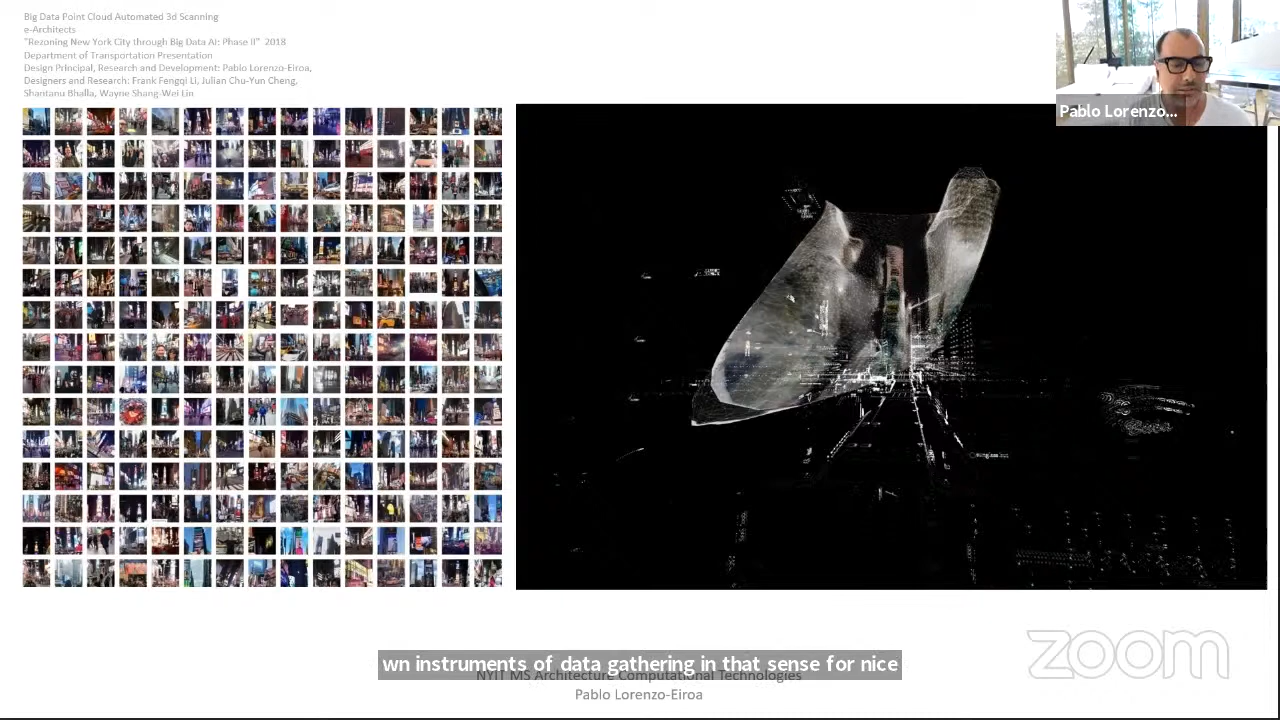 Big Data Point Cloud Automated 3d Scanning
e-Architects
"Rezoning New York City through Big Data AI: Phase II" 2018
Department of Transportation Presentation
Design Principal, Research and Development: Pablo Lorenzo-Eiroa,
Designers and Research: Frank Fengqi Li, Julian Chu-Yun Cheng,
Shantanu Bhalla, Wayne Shang-Wei Lin
Pablo Lorenzo...
wn instruments of data gathering in that sense for nice
NYIT MS Architecture Computational Technologies
Pablo Lorenzo-Eiroa
zoom